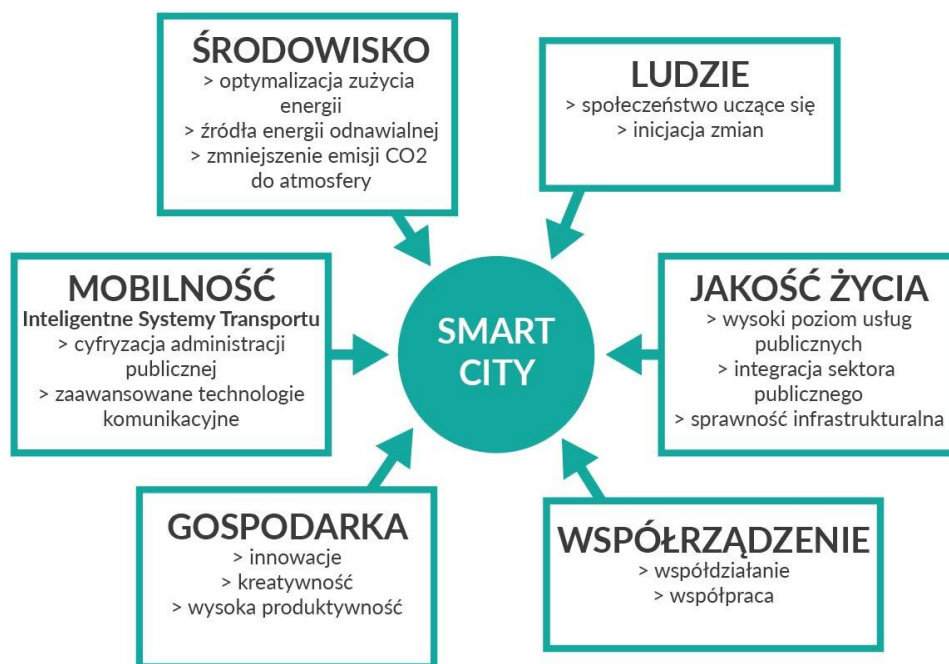 ŚRODOWISKO
> optymalizacja zużycia
energii
> źródła energii odnawialnej
> zmniejszenie emisji CO2
do atmosfery
LUDZIE
> społeczeństwo uczące się
> inicjacja zmian
MOBILNOŚĆ
Inteligentne Systemy Transportu
> cyfryzacja administracji
publicznej
> zaawansowane technologie
komunikacyjne
SMART
CITY
JAKOŚĆ ŻYCIA
> wysoki poziom usług
publicznych
> integracja sektora
publicznego
> sprawność infrastrukturalna
GOSPODARKA
> innowacje
> kreatywność
> wysoka produktywność
WSPÓŁRZĄDZENIE
> współdziałanie
> współpraca